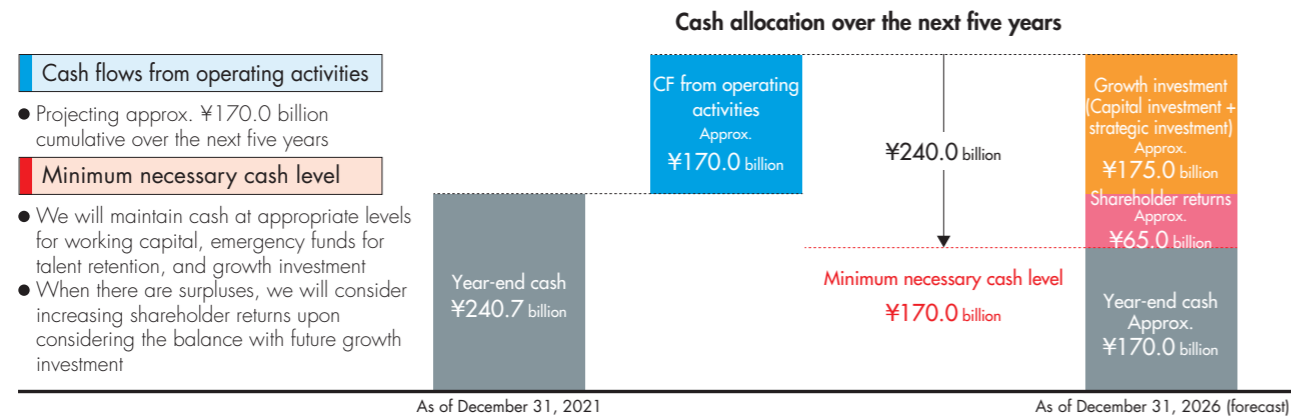 Cash allocation over the next five years
Cash flows from operating activities
● Projecting approx. ¥170.0 billion
cumulative over the next five years
Minimum necessary cash level
● We will maintain cash at appropriate levels
for working capital, emergency funds for
talent retention, and growth investment
● When there are surpluses, we will consider
increasing shareholder returns upon
considering the balance with future growth
investment
Year-end cash
¥240.7 billion
CF from operating
activities
Approx.
¥170.0 billion
¥240.0 billion
Minimum necessary cash level
¥170.0 billion
Growth investment
(Capital investment +
strategic investment)
Approx.
¥175.0 billion
Shareholder returns
Approx.
¥65.0 billion
Year-end cash
Approx.
¥170.0 billion
As of December 31, 2021
As of December 31, 2026 (forecast)